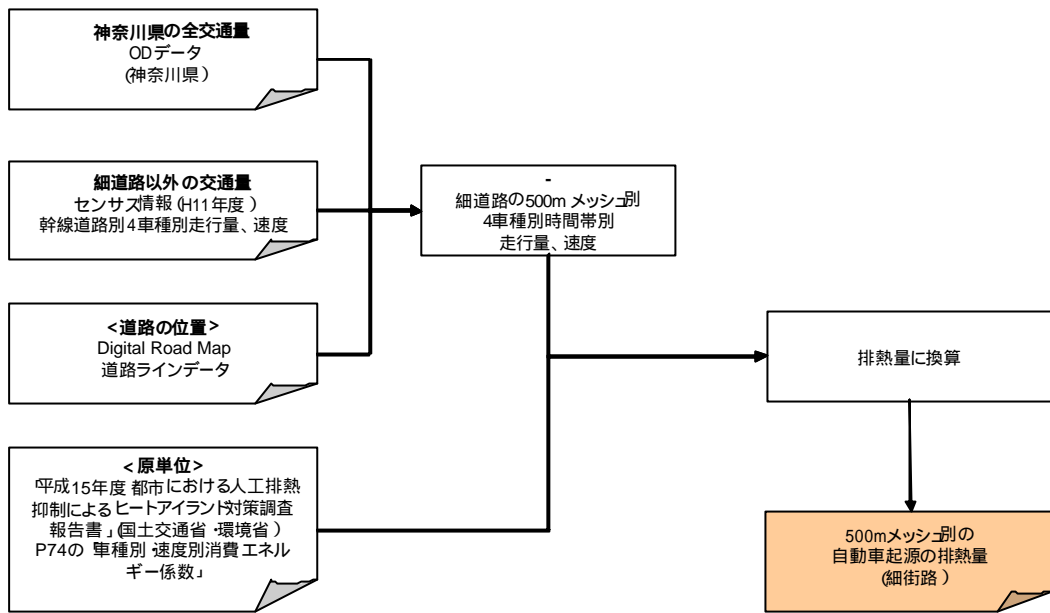 神奈川県の全交通量
ODデータ
(神奈川県)
細道路以外の交通量
センサス情報(H11年度)
幹線道路別4車種別走行量、速度
<道路の位置>
Digital Road Map
道路ラインデータ
<原単位>
「平成15年度 都市における人工排熱
抑制によるヒートアイランド対策調査
報告書」(国土交通省・環境省)
P74の「車種別・速度別消費エネル
ギー係数」
-
細道路の500mメッシュ別
4車種別時間帯別
走行量、速度
排熱量に換算
500mメッシュ別の
自動車起源の排熱量
(細街路)